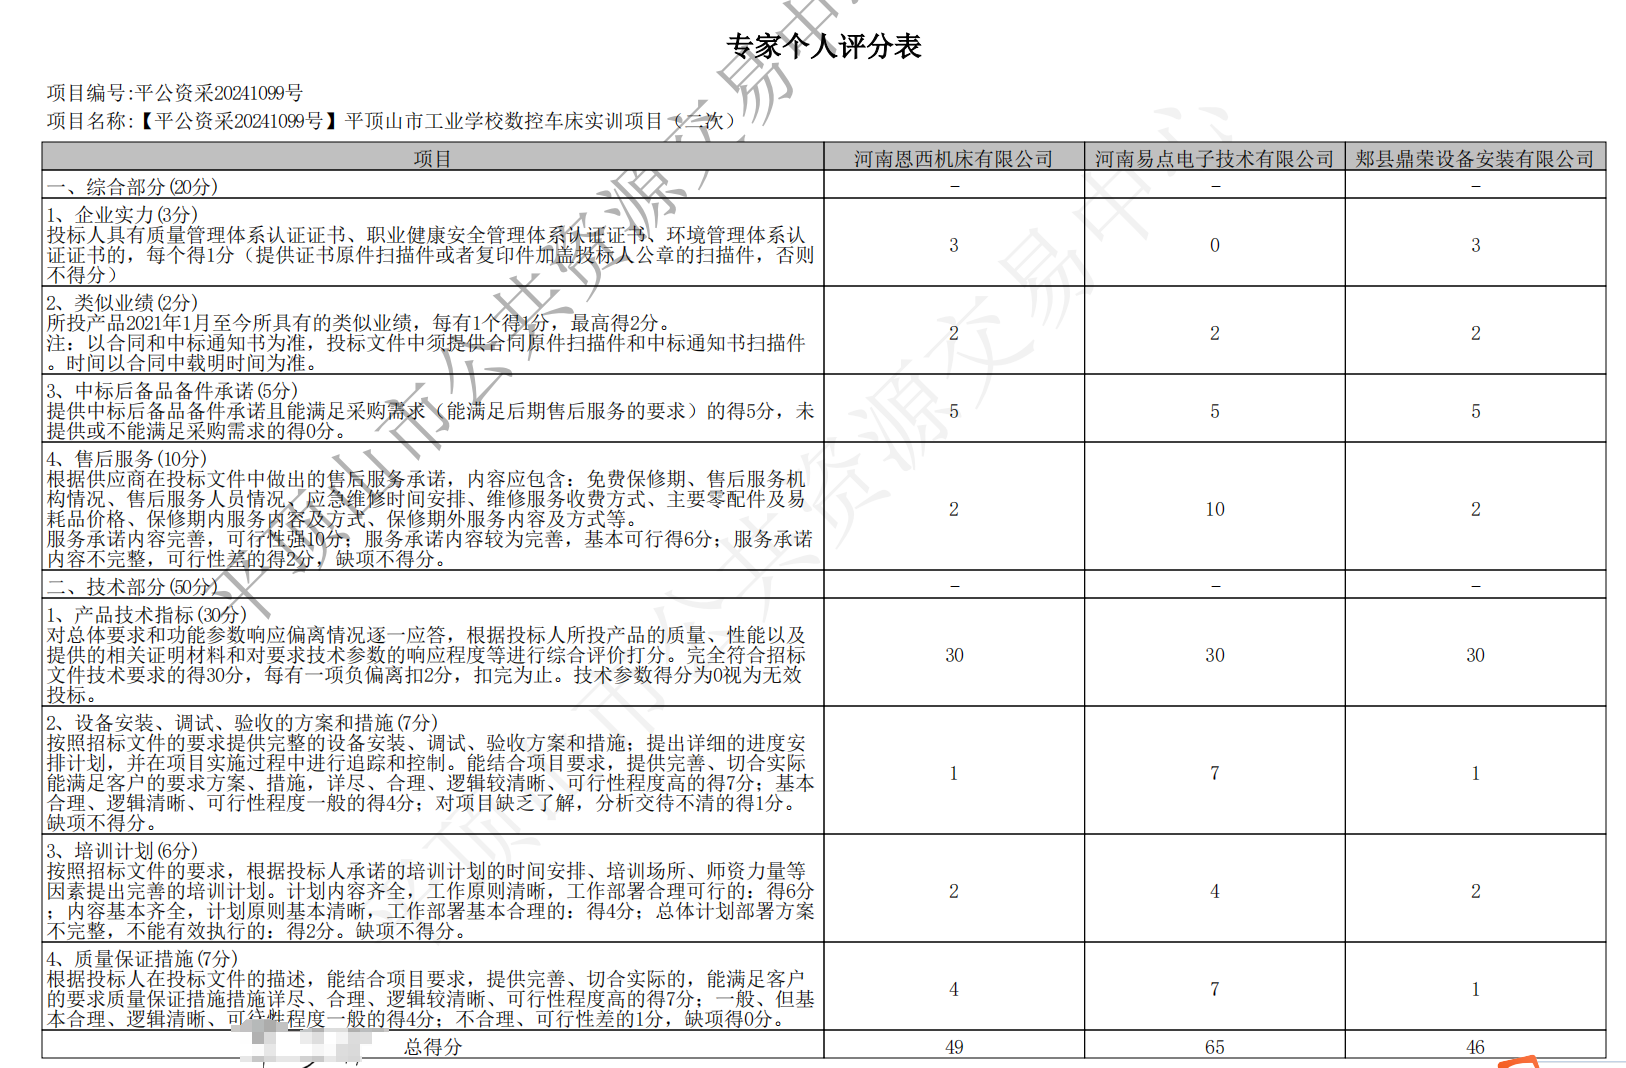 专家个人评分表
项目编号:平公资采20241099号
项目名称:【平公资采20241099号】平顶山市工业学校数控车床实训项目（二次）
项目 河南恩西机床有限公司 河南易点电子技术有限公司 郏县鼎荣设备安装有限公司
一、综合部分(20分) - - -
1、企业实力(3分)
投标人具有质量管理体系认证证书、职业健康安全管理体系认证证书、环境管理体系认
证证书的，每个得1分（提供证书原件扫描件或者复印件加盖投标人公章的扫描件，否则
不得分）
3 0 3
2、类似业绩(2分)
所投产品2021年1月至今所具有的类似业绩，每有1个得1分，最高得2分。
注：以合同和中标通知书为准，投标文件中须提供合同原件扫描件和中标通知书扫描件
。时间以合同中载明时间为准。
2 2 2
3、中标后备品备件承诺(5分)
提供中标后备品备件承诺且能满足采购需求（能满足后期售后服务的要求）的得5分，未
提供或不能满足采购需求的得0分。
5 5 5
4、售后服务(10分)
根据供应商在投标文件中做出的售后服务承诺，内容应包含：免费保修期、售后服务机
构情况、售后服务人员情况、应急维修时间安排、维修服务收费方式、主要零配件及易
耗品价格、保修期内服务内容及方式、保修期外服务内容及方式等。
服务承诺内容完善，可行性强10分；服务承诺内容较为完善，基本可行得6分；服务承诺
内容不完整，可行性差的得2分，缺项不得分。
2 10 2
二、技术部分(50分) - - -
1、产品技术指标(30分)
对总体要求和功能参数响应偏离情况逐一应答，根据投标人所投产品的质量、性能以及
提供的相关证明材料和对要求技术参数的响应程度等进行综合评价打分。完全符合招标
文件技术要求的得30分，每有一项负偏离扣2分，扣完为止。技术参数得分为0视为无效
投标。
30 30 30
2、设备安装、调试、验收的方案和措施(7分)
按照招标文件的要求提供完整的设备安装、调试、验收方案和措施；提出详细的进度安
排计划，并在项目实施过程中进行追踪和控制。能结合项目要求，提供完善、切合实际
能满足客户的要求方案、措施，详尽、合理、逻辑较清晰、可行性程度高的得7分；基本
合理、逻辑清晰、可行性程度一般的得4分；对项目缺乏了解，分析交待不清的得1分。
缺项不得分。
1 7 1
3、培训计划(6分)
按照招标文件的要求，根据投标人承诺的培训计划的时间安排、培训场所、师资力量等
因素提出完善的培训计划。计划内容齐全，工作原则清晰，工作部署合理可行的：得6分
；内容基本齐全，计划原则基本清晰，工作部署基本合理的：得4分；总体计划部署方案
不完整，不能有效执行的：得2分。缺项不得分。
2 4 2
4、质量保证措施(7分)
根据投标人在投标文件的描述，能结合项目要求，提供完善、切合实际的，能满足客户
的要求质量保证措施措施详尽、合理、逻辑较清晰、可行性程度高的得7分；一般、但基
本合理、逻辑清晰、可行性程度一般的得4分；不合理、可行性差的1分，缺项得0分。
4 7 1
总得分 49 65 46
平顶山市公共资源交易中
平顶山市公共资源交易中心